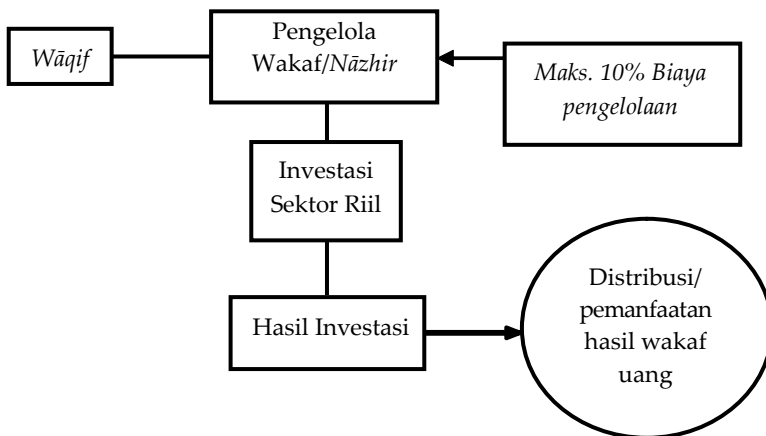 Wāqif
Pengelola
Wakaf/Nāzhir
Maks. 10% Biaya
pengelolaan
Investasi
Sektor Riil
Hasil Investasi
Distribusi/
pemanfaatan
hasil wakaf
uang